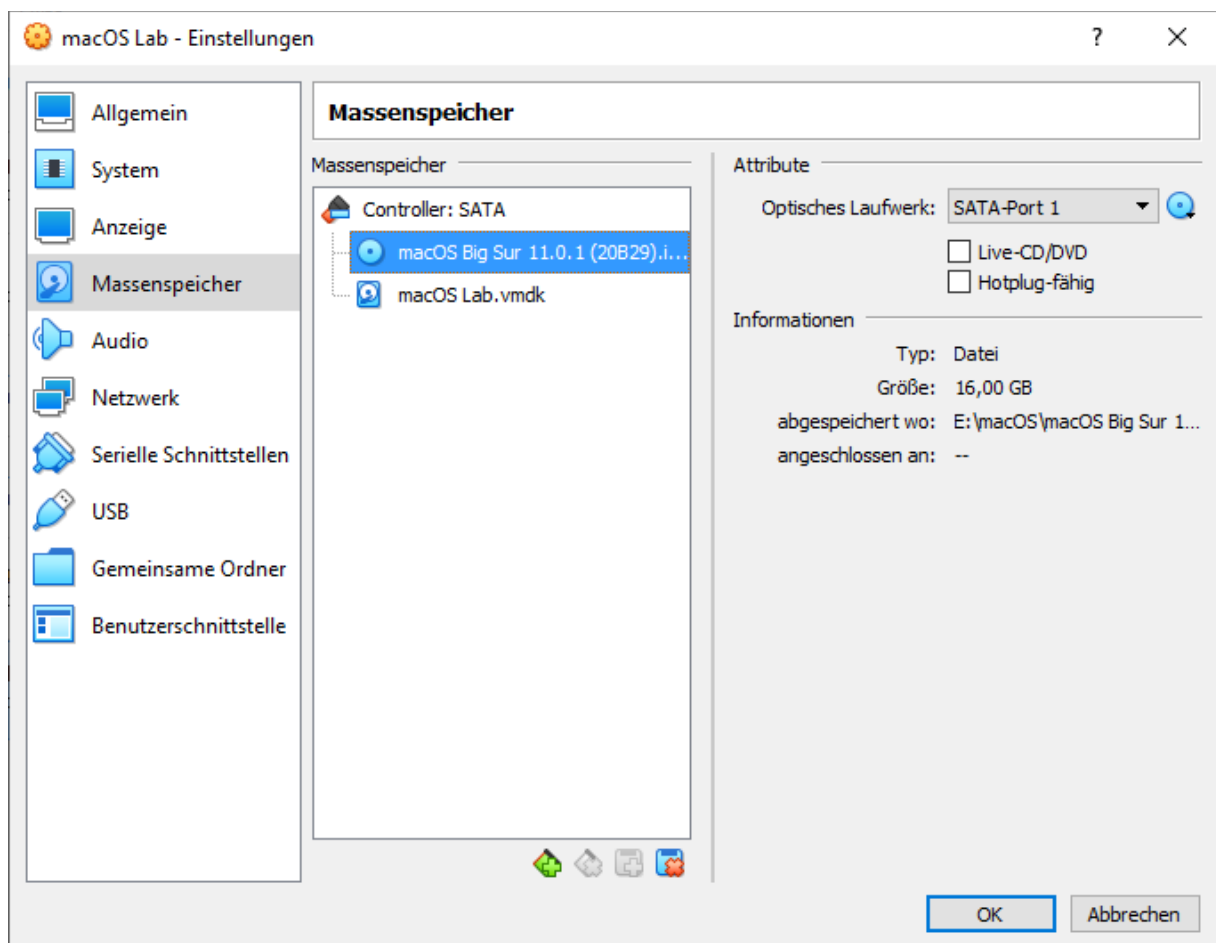 macOS Lab - Einstellungen
?
Allgemein
System
Anzeige
Massenspeicher
Audio
Netzwerk
Serielle Schnittstellen
USB
Gemeinsame Ordner
Benutzerschnittstelle
Massenspeicher
Massenspeicher
Controller: SATA
macOS Big Sur 11.0.1 (20B29).i...
macOS Lab.vmdk
Attribute
Optisches Laufwerk: SATA-Port 1
Live-CD/DVD
Hotplug-fähig
Informationen
Typ: Datei
Größe: 16,00 GB
abgespeichert wo: E:\macOS\macOS Big Sur 1...
angeschlossen an: --
OK
Abbrechen